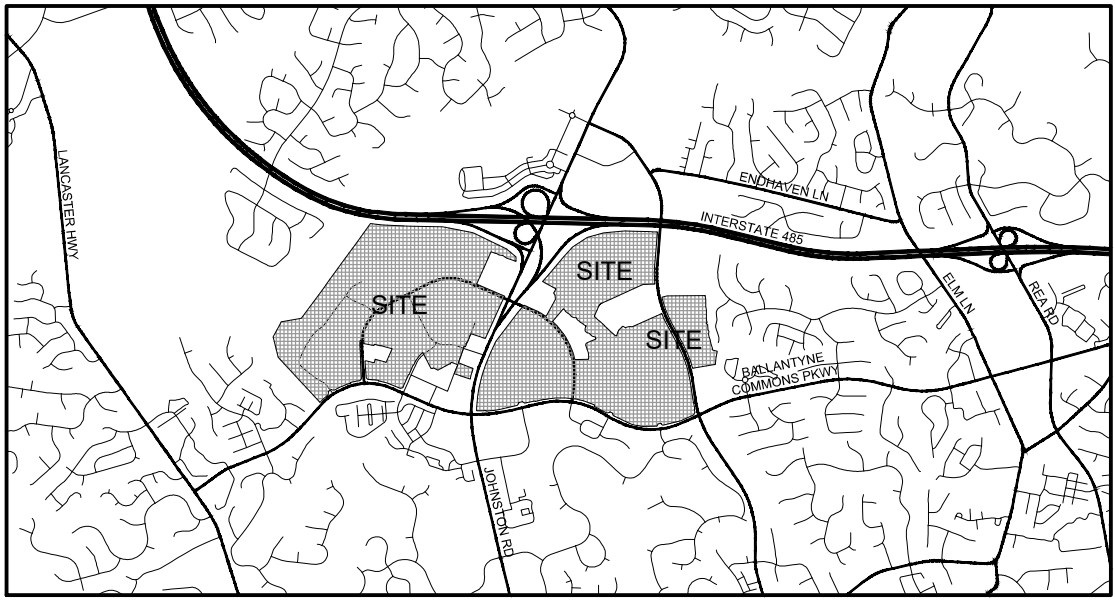 LANCASTER HWY
ENDHAVEN LN
INTERSTATE 485
SITE
SITE
SITE
ELM LN
REA RD
BALLANTYNE
COMMONS PKWY
JOHNSTON RD